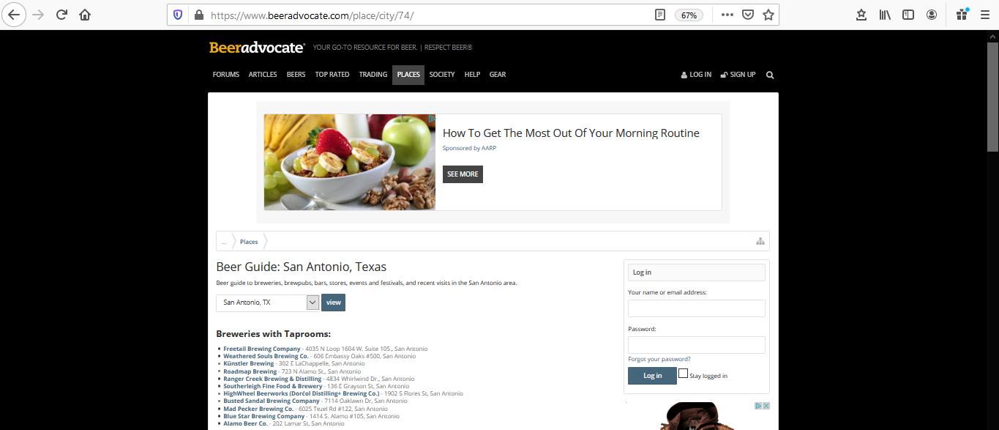 https://www.beeradvocate.com/place/city/74/
67%
Beeradvocate
YOUR GO-TO RESOURCE FOR BEER. | RESPECT BEER®
FORUMS ARTICLES BEERS TOP RATED TRADING PLACES SOCIETY HELP GEAR
LOG IN SIGN UP
How To Get The Most Out Of Your Morning Routine
Sponsored by AARP
SEE MORE
... Places
Beer Guide: San Antonio, Texas
Beer guide to breweries, brewpubs, bars, stores, events and festivals, and recent visits in the San Antonio area.
San Antonio, TX view
Breweries with Taprooms:
Freetail Brewing Company - 4035 N Loop 1604 W. Suite 105., San Antonio
Weathered Souls Brewing Co. - 606 Embassy Oaks #500, San Antonio
Künstler Brewing - 302 E LaChappelle, San Antonio
Roadmap Brewing - 723 N Alamo St., San Antonio
Ranger Creek Brewing & Distilling - 4834 Whirlwind Dr., San Antonio
Southerleigh Fine Food & Brewery - 136 E Grayson St, San Antonio
HighWheel Beerworks (Dorćol Distilling+ Brewing Co.) - 1902 S Flores St, San Antonio
Busted Sandal Brewing Company - 7114 Oaklawn Dr, San Antonio
Mad Pecker Brewing Co. - 6025 Tezel Rd #122, San Antonio
Blue Star Brewing Company - 1414 S. Alamo #105, San Antonio
Alamo Beer Co. - 202 Lamar St, San Antonio
Log in
Your name or email address:
Password:
Forgot your password?
Log in Stay logged in